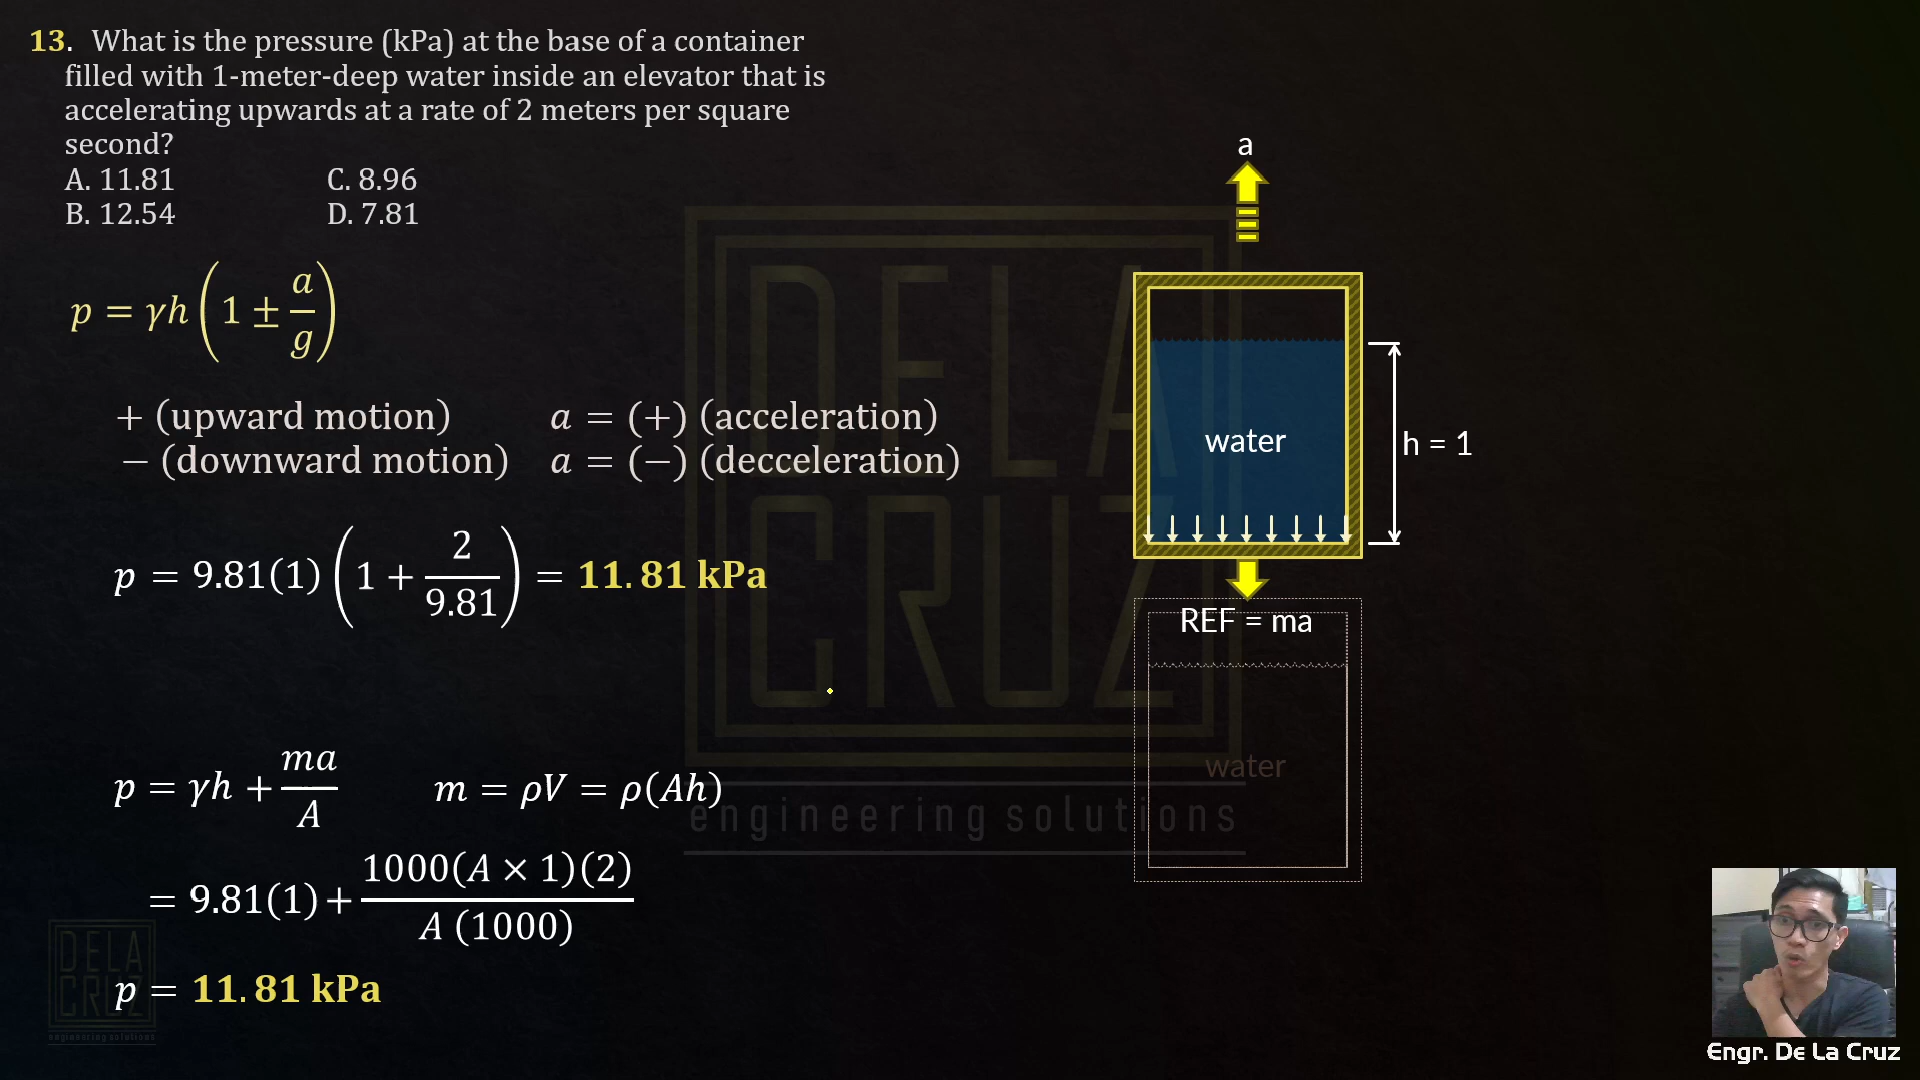 13. What is the pressure (kPa) at the base of a container
filled with 1-meter-deep water inside an elevator that is
accelerating upwards at a rate of 2 meters per square
second?
A. 11.81 C. 8.96
B. 12.54 D. 7.81
p = γh(1 ± a/g)
+ (upward motion) a = (+) (acceleration)
− (downward motion) a = (−) (decceleration)
p = 9.81(1)(1 + 2/9.81) = 11.81 kPa
p = γh + ma/A m = ρV = ρ(Ah)
= 9.81(1) + 1000(A × 1)(2)/A (1000)
p = 11.81 kPa
a
water
h = 1
REF = ma
water
DELA
CRUZ
engineering solutions
DELA
CRUZ
engineering solutions
Engr. De La Cruz